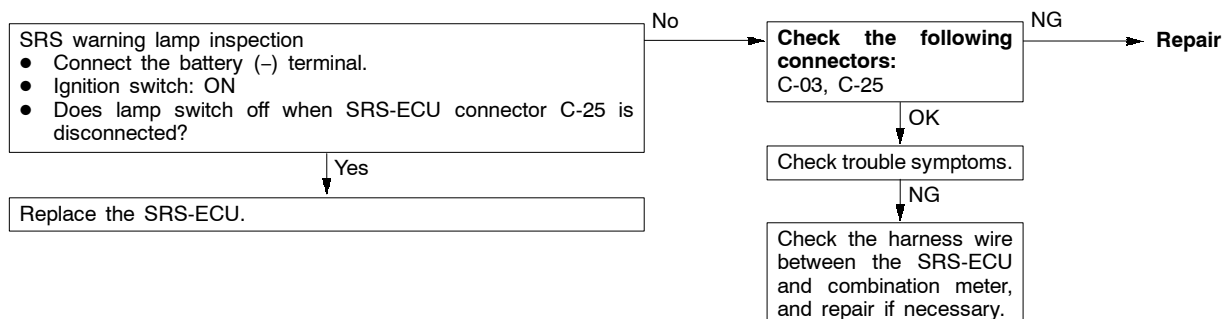 SRS warning lamp inspection
● Connect the battery (–) terminal.
● Ignition switch: ON
● Does lamp switch off when SRS-ECU connector C-25 is
disconnected?
No
Check the following
connectors:
C-03, C-25
NG
Repair
OK
Check trouble symptoms.
Yes
NG
Replace the SRS-ECU.
Check the harness wire
between the SRS-ECU
and combination meter,
and repair if necessary.